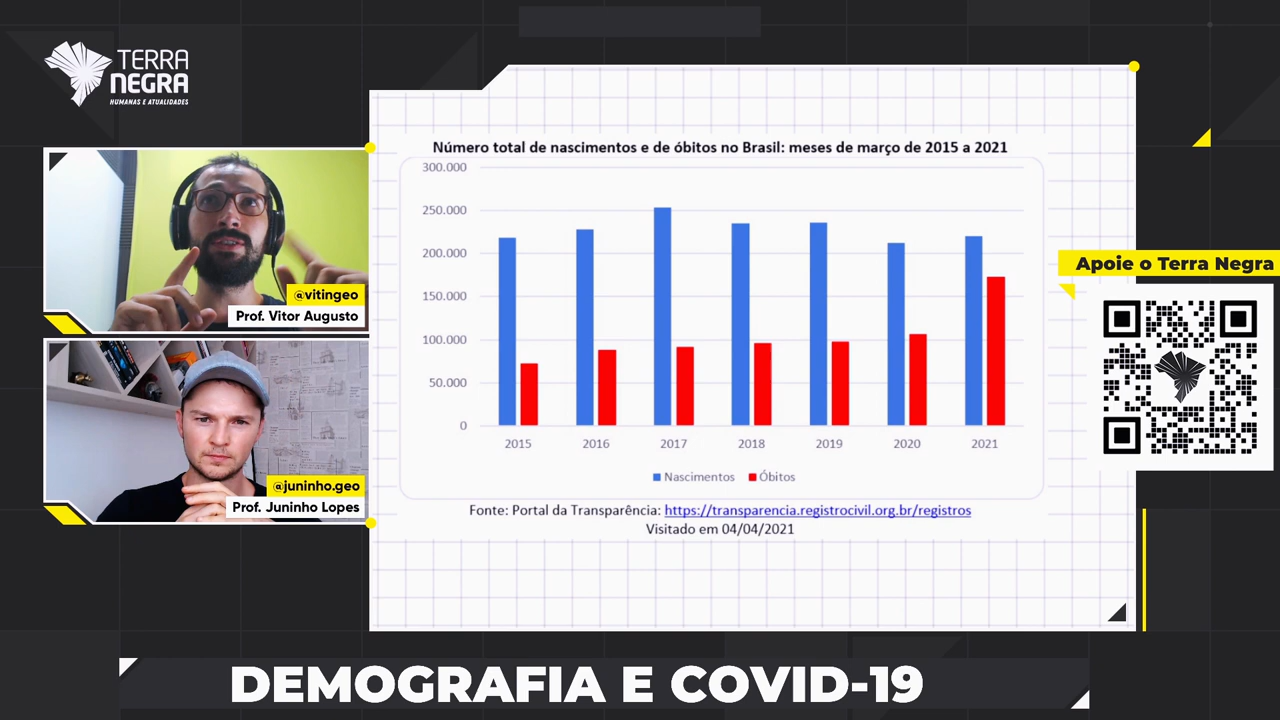 TERRA
NEGRA
HUMANAS E ATUALIDADES
@vitingeo
Prof. Vitor Augusto
@juninho.geo
Prof. Juninho Lopes
Número total de nascimentos e de óbitos no Brasil: meses de março de 2015 a 2021
300.000
250.000
200.000
150.000
100.000
50.000
0
2015 2016 2017 2018 2019 2020 2021
Nascimentos Óbitos
Fonte: Portal da Transparência: https://transparencia.registrocivil.org.br/registros
Visitado em 04/04/2021
Apoie o Terra Negra
DEMOGRAFIA E COVID-19